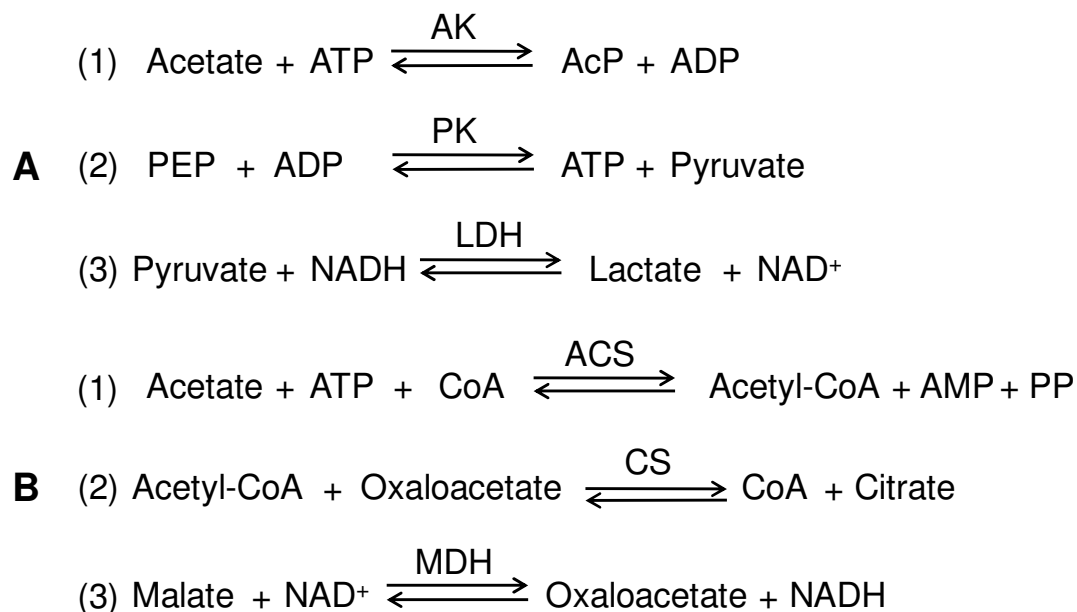 AK
(1) Acetate + ATP ⇌ AcP + ADP
PK
A (2) PEP + ADP ⇌ ATP + Pyruvate
LDH
(3) Pyruvate + NADH ⇌ Lactate + NAD⁺
ACS
(1) Acetate + ATP + CoA ⇌ Acetyl-CoA + AMP + PP
CS
B (2) Acetyl-CoA + Oxaloacetate ⇌ CoA + Citrate
MDH
(3) Malate + NAD⁺ ⇌ Oxaloacetate + NADH